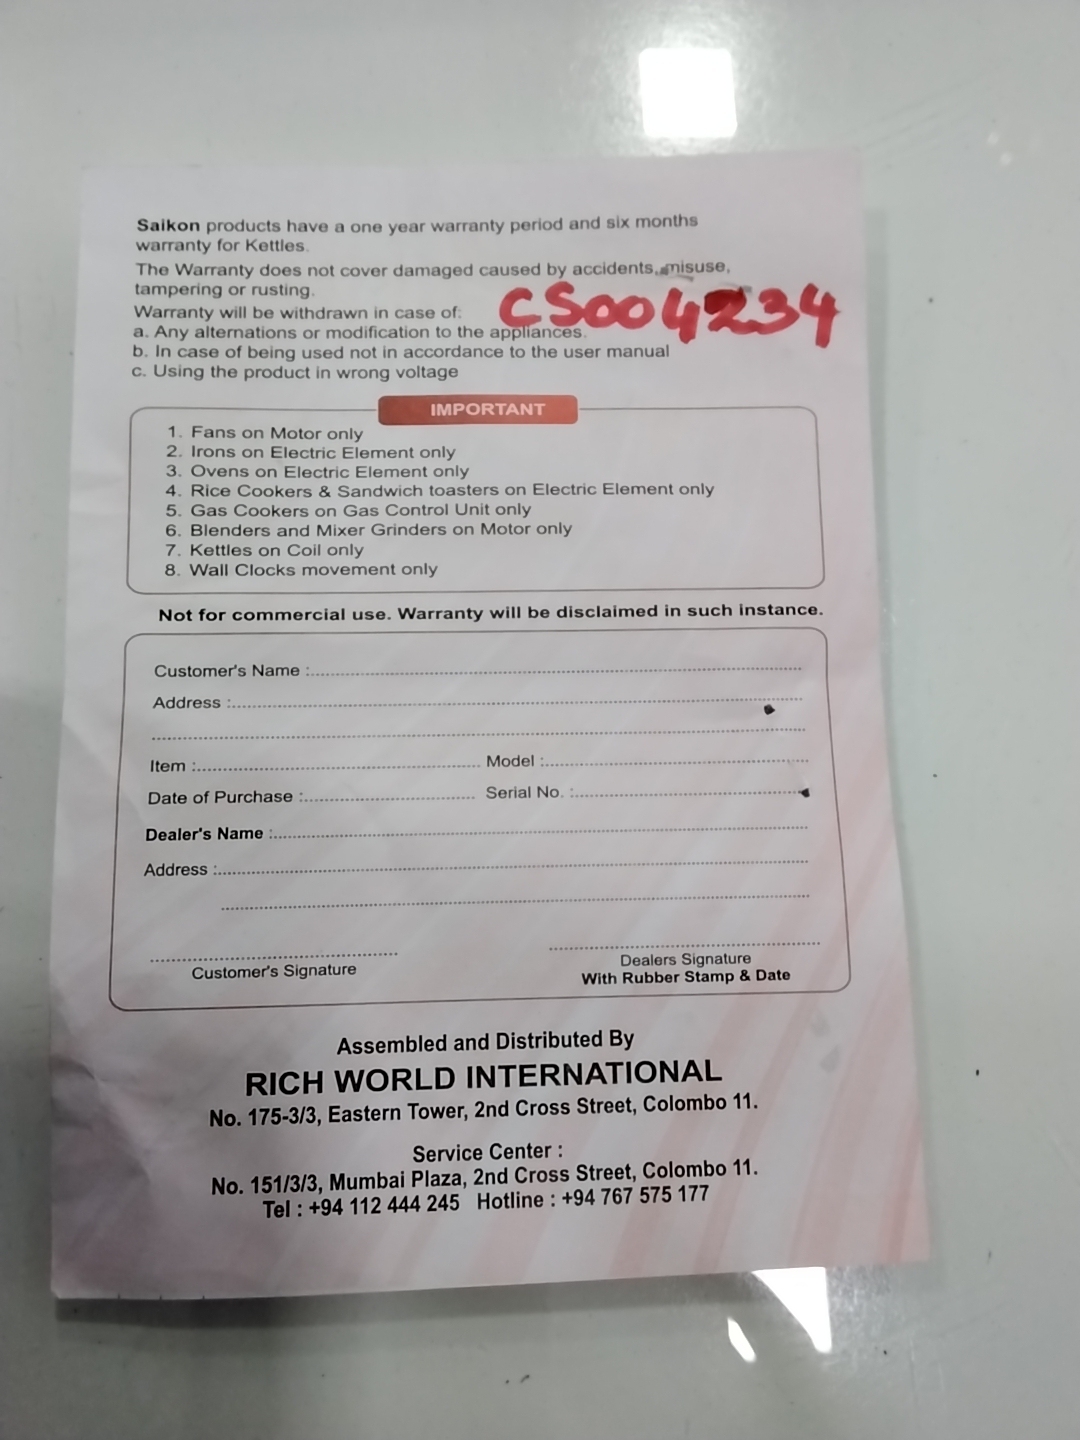 Saikon products have a one year warranty period and six months
warranty for Kettles.
The Warranty does not cover damaged caused by accidents, misuse,
tampering or rusting.
CS004234
Warranty will be withdrawn in case of:
a. Any alternations or modification to the appliances.
b. In case of being used not in accordance to the user manual
c. Using the product in wrong voltage
IMPORTANT
1. Fans on Motor only
2. Irons on Electric Element only
3. Ovens on Electric Element only
4. Rice Cookers & Sandwich toasters on Electric Element only
5. Gas Cookers on Gas Control Unit only
6. Blenders and Mixer Grinders on Motor only
7. Kettles on Coil only
8. Wall Clocks movement only
Not for commercial use. Warranty will be disclaimed in such instance.
Customer's Name :
Address :
Item : Model :
Date of Purchase : Serial No. :
Dealer's Name :
Address :
Customer's Signature Dealers Signature
With Rubber Stamp & Date
Assembled and Distributed By
RICH WORLD INTERNATIONAL
No. 175-3/3, Eastern Tower, 2nd Cross Street, Colombo 11.
Service Center :
No. 151/3/3, Mumbai Plaza, 2nd Cross Street, Colombo 11.
Tel : +94 112 444 245 Hotline : +94 767 575 177